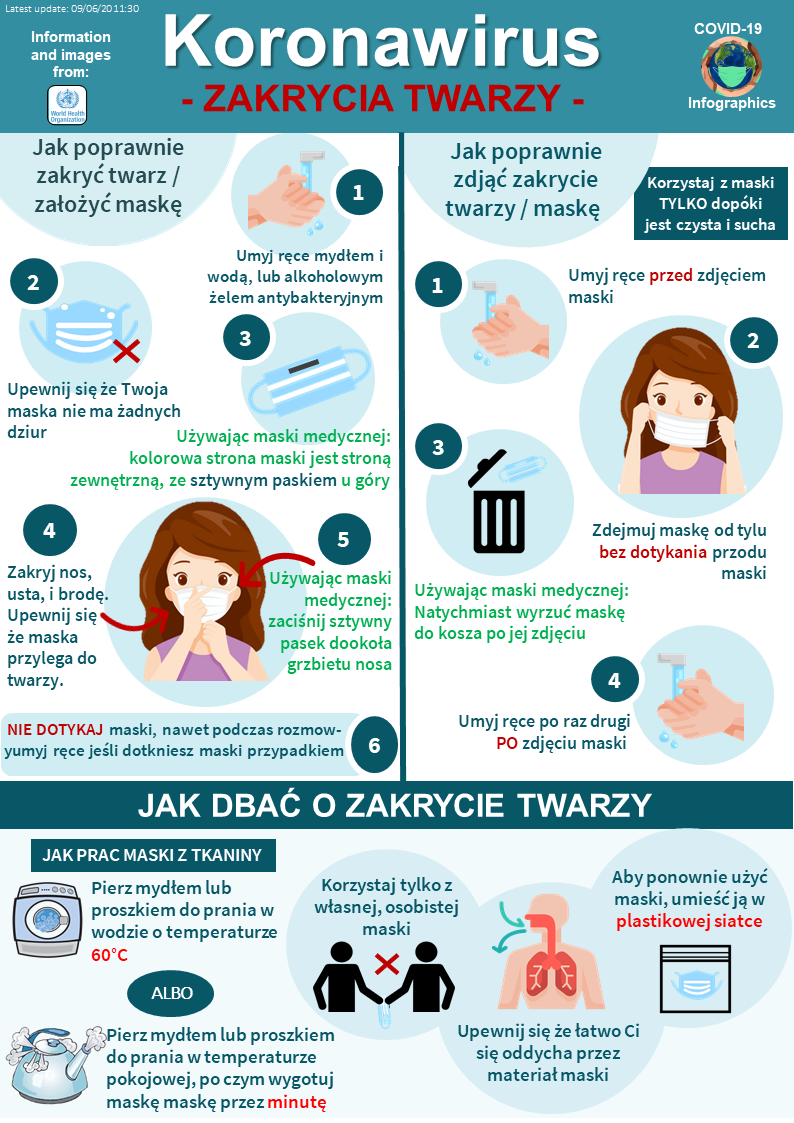 Latest update: 09/06/2011:30
Information
and images
from:
World Health
Organization
Koronawirus
- ZAKRYCIA TWARZY -
COVID-19
Infographics
Jak poprawnie
zakryć twarz /
założyć maskę
1
Umyj ręce mydłem i
wodą, lub alkoholowym
żelem antybakteryjnym
2
Upewnij się że Twoja
maska nie ma żadnych
dziur
3
Używając maski medycznej:
kolorowa strona maski jest stroną
zewnętrzną, ze sztywnym paskiem u góry
4
Zakryj nos,
usta, i brodę.
Upewnij się
że maska
przylega do
twarzy.
5
Używając maski
medycznej:
zaciśnij sztywny
pasek dookoła
grzbietu nosa
NIE DOTYKAJ maski, nawet podczas rozmow-
yumyj ręce jeśli dotkniesz maski przypadkiem
6
Jak poprawnie
zdjąć zakrycie
twarzy / maskę
Korzystaj z maski
TYLKO dopóki
jest czysta i sucha
1
Umyj ręce przed zdjęciem
maski
2
Zdejmuj maskę od tylu
bez dotykania przodu
maski
3
Używając maski medycznej:
Natychmiast wyrzuć maskę
do kosza po jej zdjęciu
4
Umyj ręce po raz drugi
PO zdjęciu maski
JAK DBAĆ O ZAKRYCIE TWARZY
JAK PRAC MASKI Z TKANINY
Pierz mydłem lub
proszkiem do prania w
wodzie o temperaturze
60°C
ALBO
Pierz mydłem lub proszkiem
do prania w temperaturze
pokojowej, po czym wygotuj
maskę maskę przez minutę
Korzystaj tylko z
własnej, osobistej
maski
Upewnij się że łatwo Ci
się oddycha przez
materiał maski
Aby ponownie użyć
maski, umieść ją w
plastikowej siatce